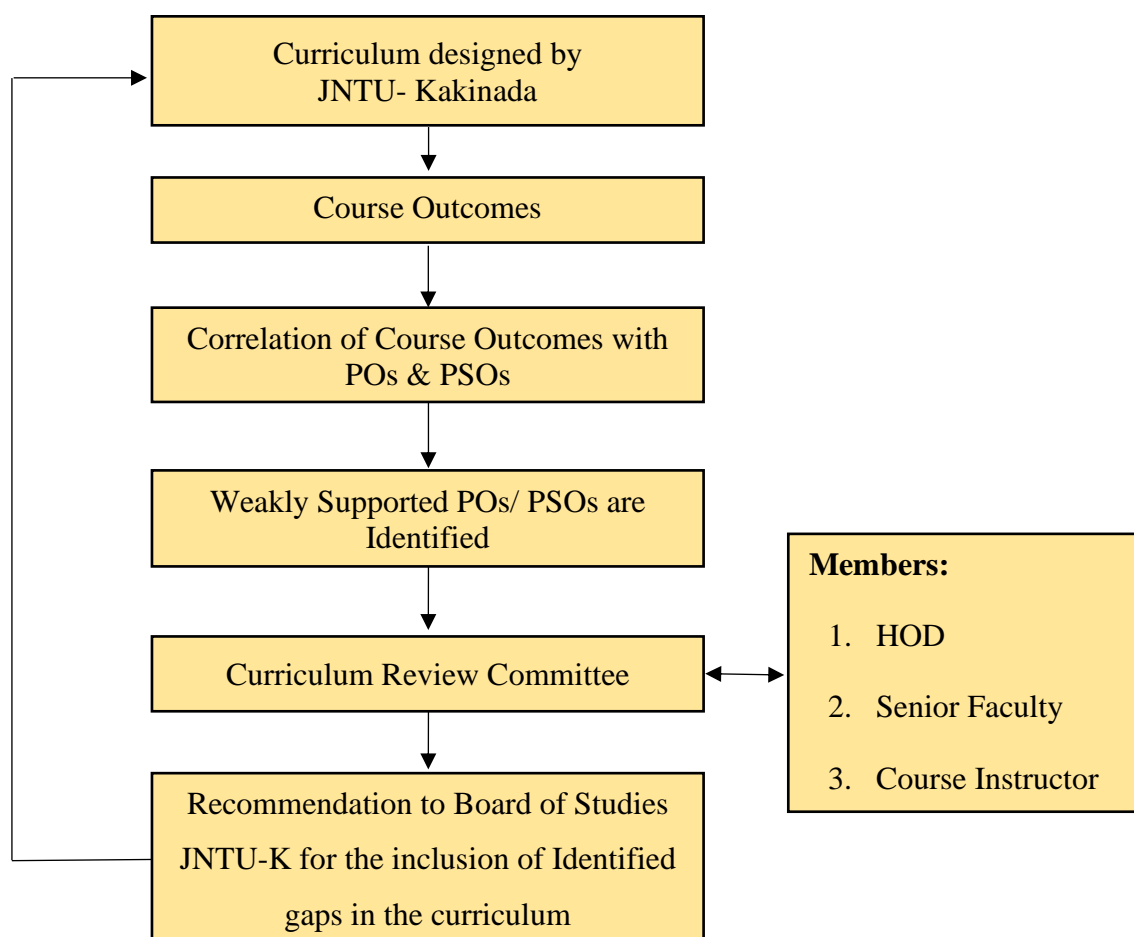 Curriculum designed by
JNTU- Kakinada
Course Outcomes
Correlation of Course Outcomes with
POs & PSOs
Weakly Supported POs/ PSOs are
Identified
Curriculum Review Committee
Members:
1. HOD
2. Senior Faculty
3. Course Instructor
Recommendation to Board of Studies
JNTU-K for the inclusion of Identified
gaps in the curriculum